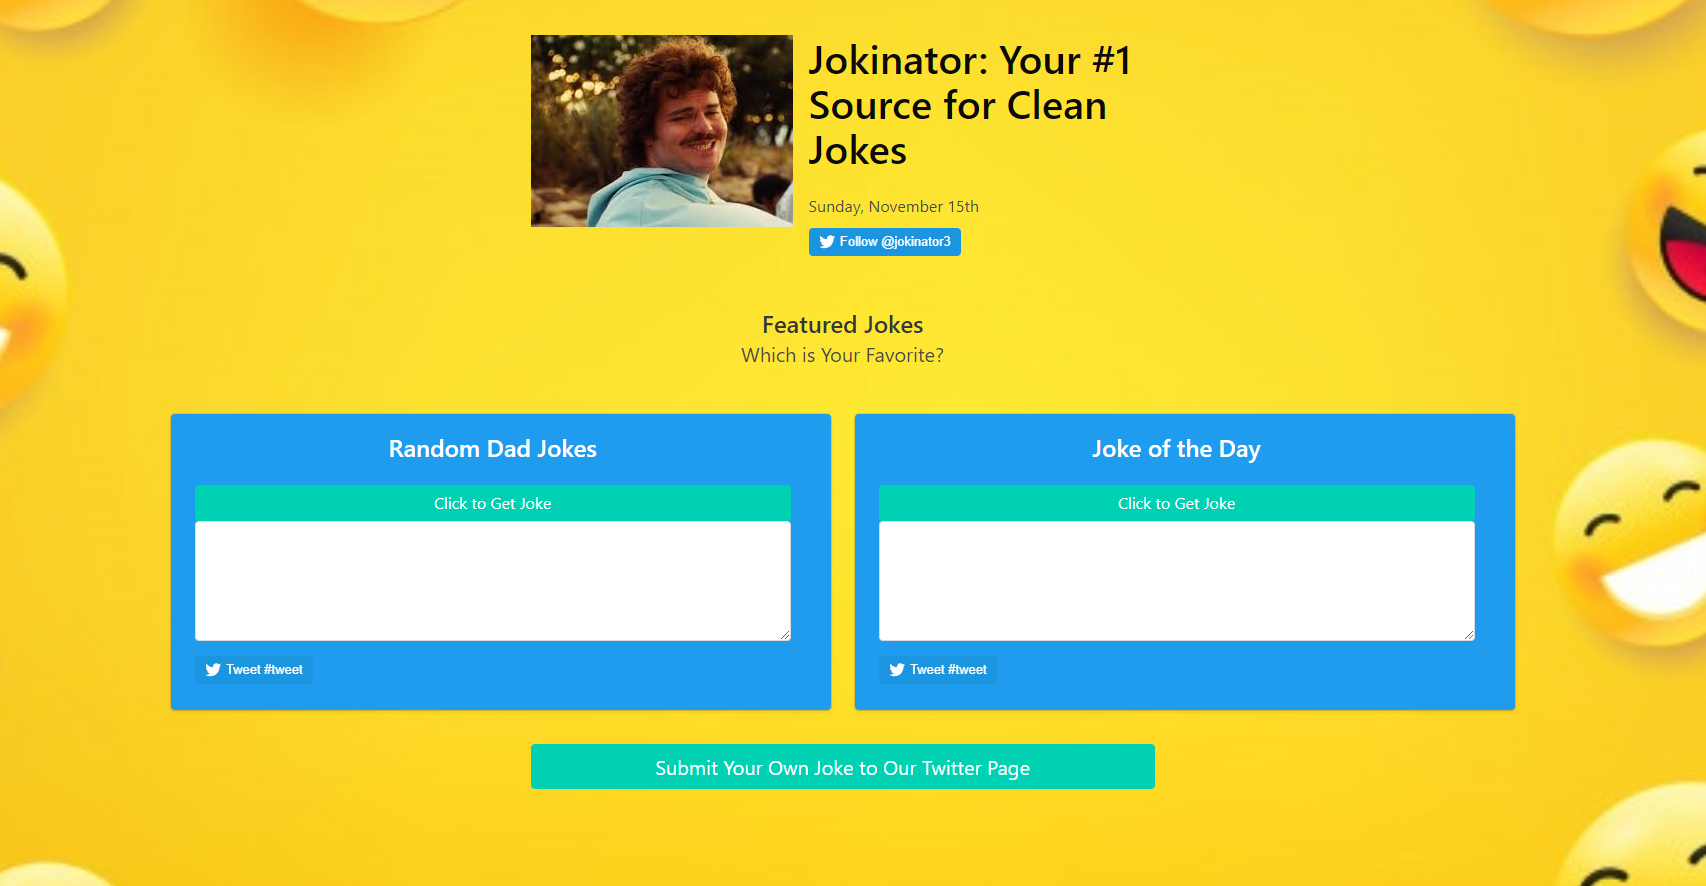 Jokinator: Your #1
Source for Clean
Jokes
Sunday, November 15th
Follow @jokinator3
Featured Jokes
Which is Your Favorite?
Random Dad Jokes
Click to Get Joke
Tweet #tweet
Joke of the Day
Click to Get Joke
Tweet #tweet
Submit Your Own Joke to Our Twitter Page